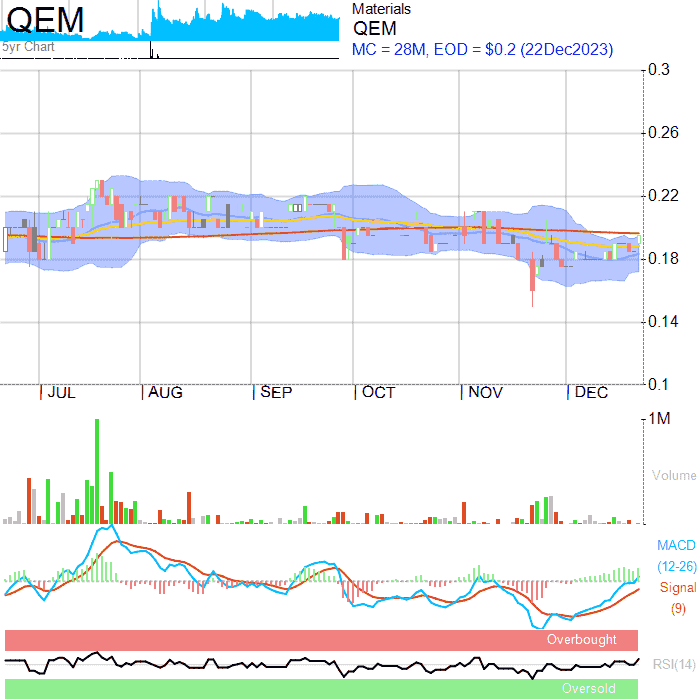 QEM
5yr Chart
Materials
QEM
MC = 28M, EOD = $0.2 (22Dec2023)
0.3
0.26
0.22
0.18
0.14
0.1
JUL AUG SEP OCT NOV DEC
1M
Volume
MACD
(12-26)
Signal
(9)
Overbought
RSI(14)
Oversold